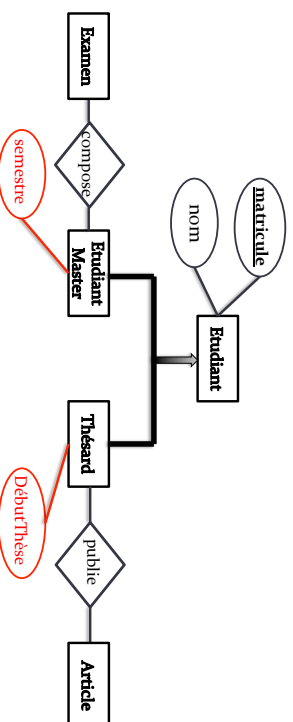 matricule
nom
Etudiant
Examen
compose
Etudiant
Master
Thésard
publie
Article
semestre
DébutThèse